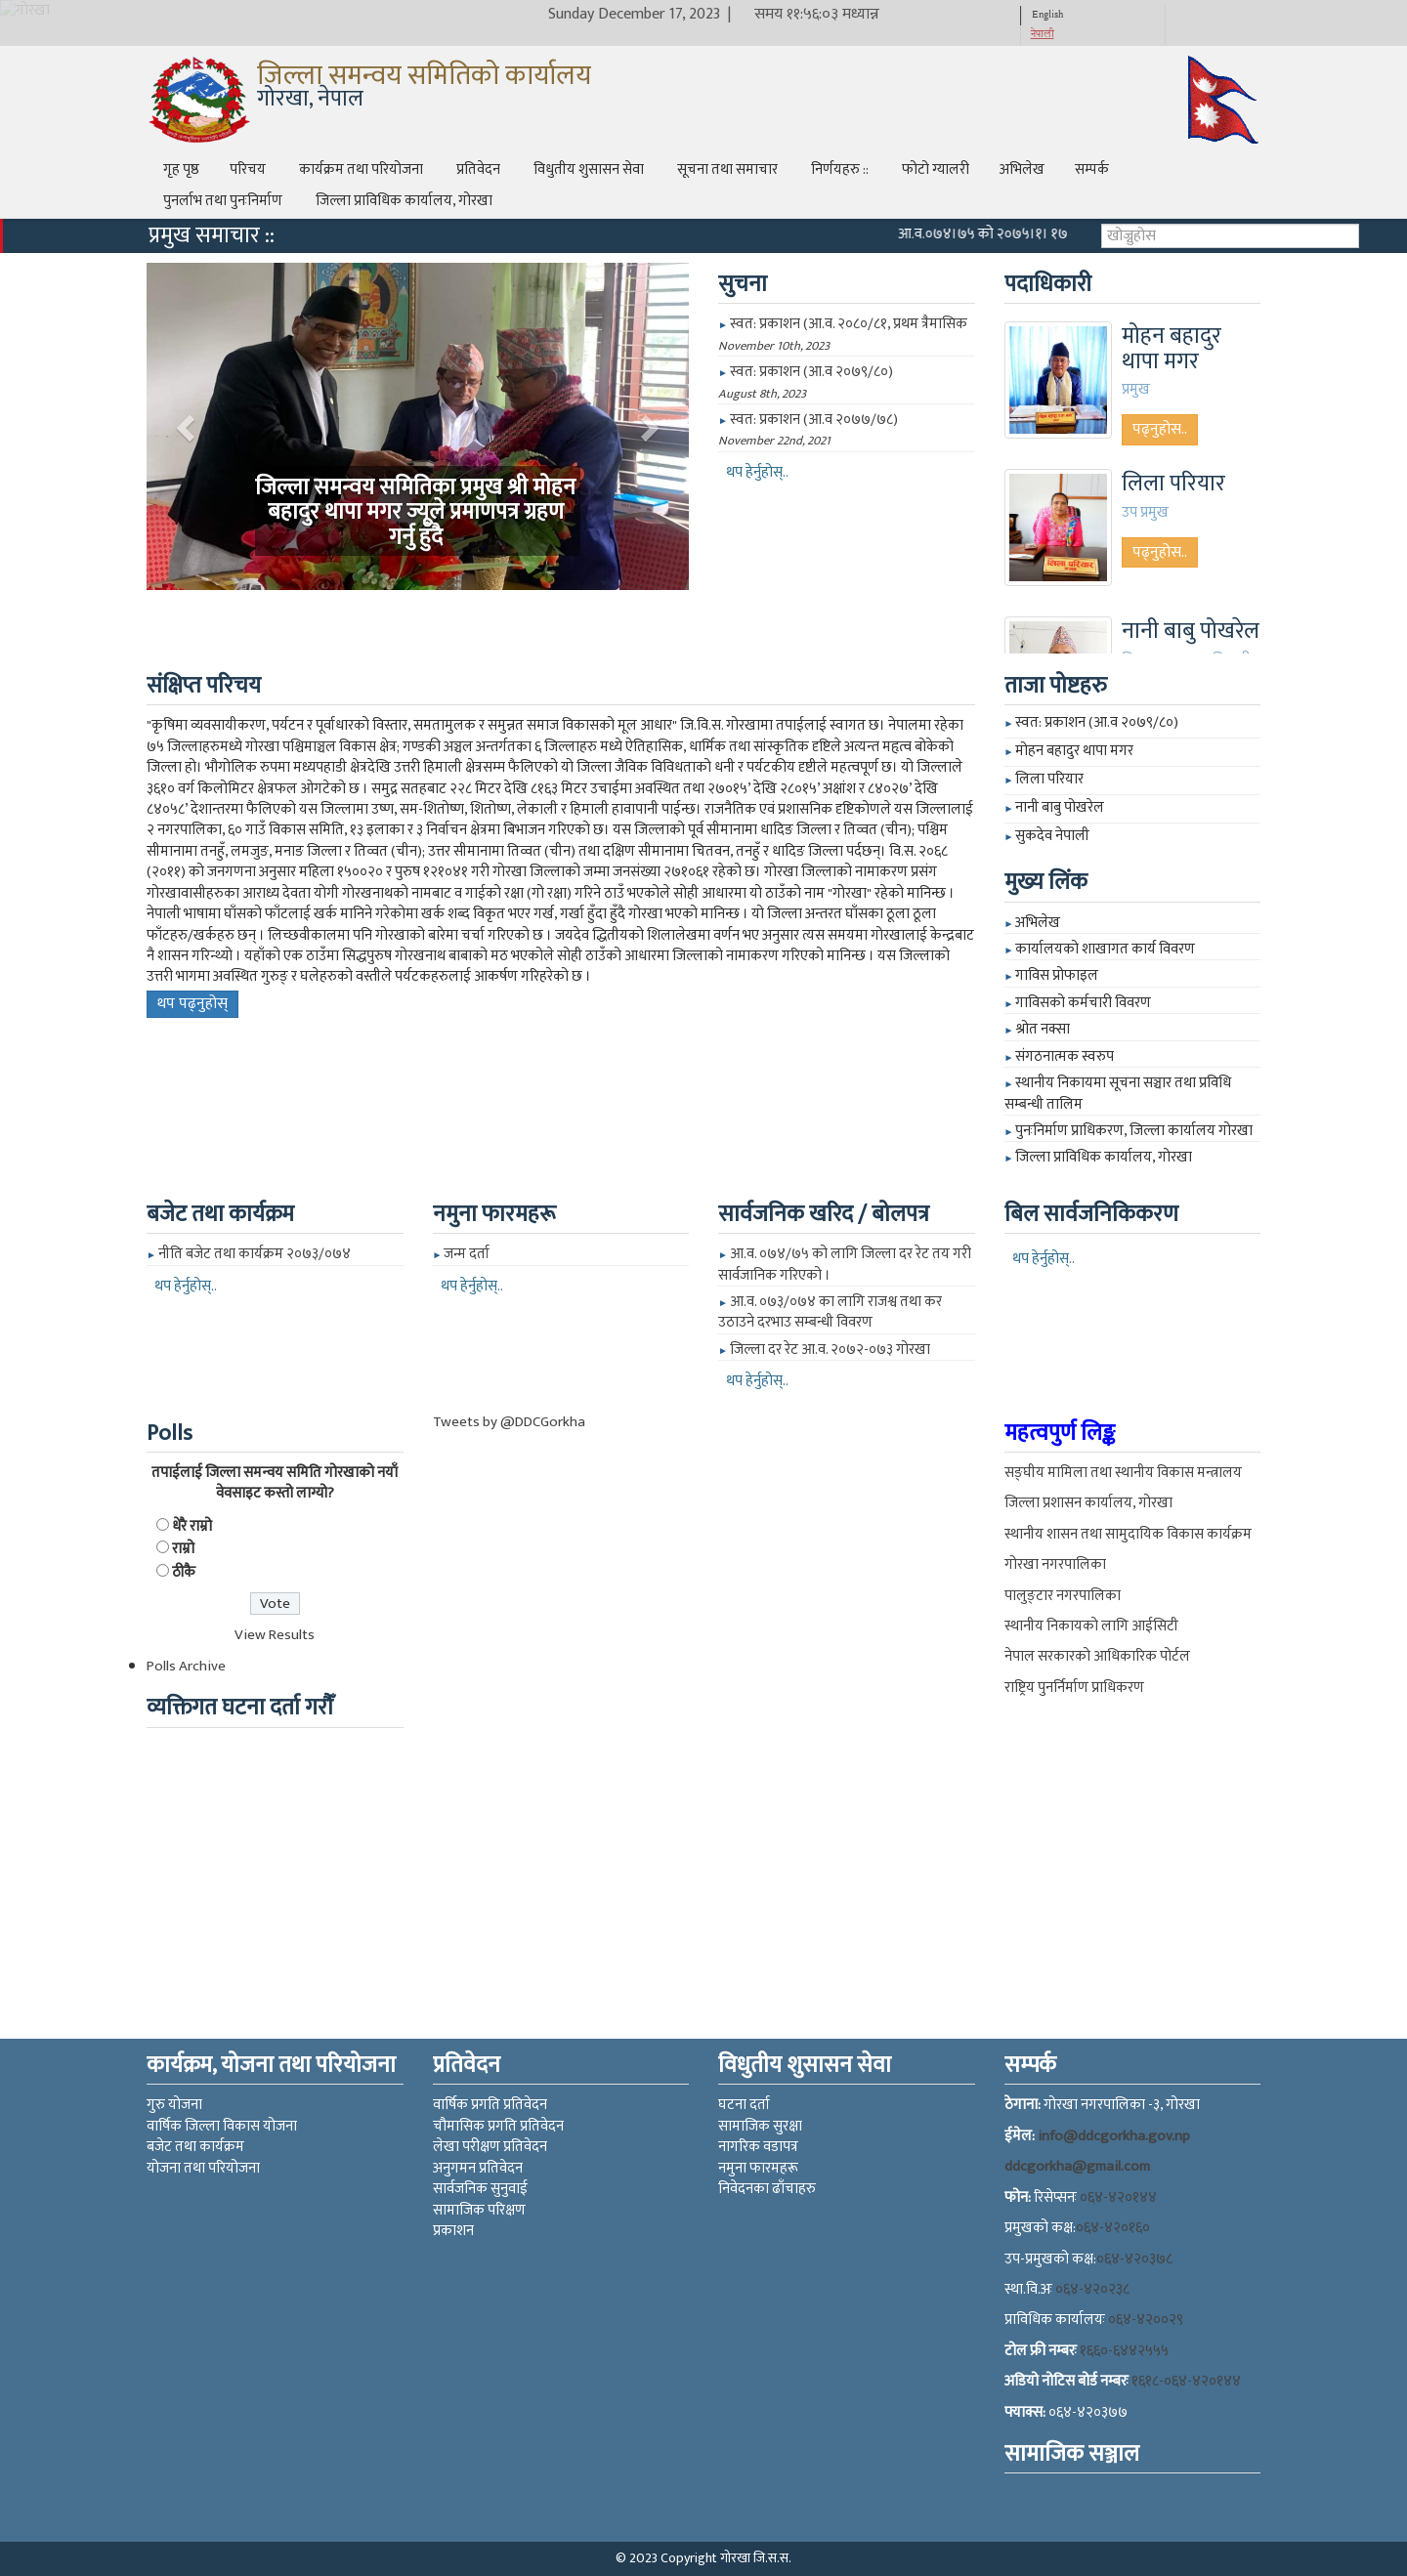 गोरखा
Sunday December 17, 2023 | समय ११:५६:०३ मध्यान्न
English
नेपाली
जिल्ला समन्वय समितिको कार्यालय
गोरखा, नेपाल
गृह पृष्ठ परिचय कार्यक्रम तथा परियोजना प्रतिवेदन विधुतीय शुसासन सेवा सूचना तथा समाचार निर्णयहरु :: फोटो ग्यालरी अभिलेख सम्पर्क
पुनर्लाभ तथा पुनःनिर्माण जिल्ला प्राविधिक कार्यालय, गोरखा
प्रमुख समाचार :: आ.व.०७४।७५ को २०७५।१। १७ खोज्नुहोस
जिल्ला समन्वय समितिका प्रमुख श्री मोहन
बहादुर थापा मगर ज्यूले प्रमाणपत्र ग्रहण
गर्नु हुँदै
सुचना
► स्वत: प्रकाशन (आ.व. २०८०/८१, प्रथम त्रैमासिक
November 10th, 2023
► स्वत: प्रकाशन (आ.व २०७९/८०)
August 8th, 2023
► स्वत: प्रकाशन (आ.व २०७७/७८)
November 22nd, 2021
थप हेर्नुहोस्..
पदाधिकारी
मोहन बहादुर
थापा मगर
प्रमुख
पढ्नुहोस..
लिला परियार
उप प्रमुख
पढ्नुहोस..
लिला परियार
नानी बाबु पोखरेल
संक्षिप्त परिचय
"कृषिमा व्यवसायीकरण, पर्यटन र पूर्वाधारको विस्तार, समतामुलक र समुन्नत समाज विकासको मूल आधार" जि.वि.स. गोरखामा तपाईलाई स्वागत छ। नेपालमा रहेका
७५ जिल्लाहरुमध्ये गोरखा पश्चिमाञ्चल विकास क्षेत्र; गण्डकी अञ्चल अन्तर्गतका ६ जिल्लाहरु मध्ये ऐतिहासिक, धार्मिक तथा सांस्कृतिक दृष्टिले अत्यन्त महत्व बोकेको
जिल्ला हो। भौगोलिक रुपमा मध्यपहाडी क्षेत्रदेखि उत्तरी हिमाली क्षेत्रसम्म फैलिएको यो जिल्ला जैविक विविधताको धनी र पर्यटकीय दृष्टीले महत्वपूर्ण छ। यो जिल्लाले
३६१० वर्ग किलोमिटर क्षेत्रफल ओगटेको छ । समुद्र सतहबाट २२८ मिटर देखि ८१६३ मिटर उचाईमा अवस्थित तथा २७०१५’ देखि २८०१५’ अक्षांश र ८४०२७’ देखि
८४०५८’ देशान्तरमा फैलिएको यस जिल्लामा उष्ण, सम-शितोष्ण, शितोष्ण, लेकाली र हिमाली हावापानी पाईन्छ। राजनैतिक एवं प्रशासनिक दृष्टिकोणले यस जिल्लालाई
२ नगरपालिका, ६० गाउँ विकास समिति, १३ इलाका र ३ निर्वाचन क्षेत्रमा बिभाजन गरिएको छ। यस जिल्लाको पूर्व सीमानामा धादिङ जिल्ला र तिब्बत (चीन); पश्चिम
सीमानामा तनहुँ, लमजुङ, मनाङ जिल्ला र तिब्बत (चीन); उत्तर सीमानामा तिब्बत (चीन) तथा दक्षिण सीमानामा चितवन, तनहुँ र धादिङ जिल्ला पर्दछन्। वि.स. २०६८
(२०११) को जनगणना अनुसार महिला १५००२० र पुरुष १२१०४१ गरी गोरखा जिल्लाको जम्मा जनसंख्या २७१०६१ रहेको छ। गोरखा जिल्लाको नामाकरण प्रसंग
गोरखावासीहरुका आराध्य देवता योगी गोरखनाथको नामबाट व गाईको रक्षा (गो रक्षा) गरिने ठाउँ भएकोले सोही आधारमा यो ठाउँको नाम "गोरखा" रहेको मानिन्छ ।
नेपाली भाषामा घाँसको फाँटलाई खर्क मानिने गरेकोमा खर्क शब्द विकृत भएर गर्ख, गर्खा हुँदा हुँदै गोरखा भएको मानिन्छ । यो जिल्ला अन्तरत घाँसका ठूला ठूला
फाँटहरु/खर्कहरु छन् । लिच्छवीकालमा पनि गोरखाको बारेमा चर्चा गरिएको छ । जयदेव द्धितीयको शिलालेखमा वर्णन भए अनुसार त्यस समयमा गोरखालाई केन्द्रबाट
नै शासन गरिन्थ्यो । यहाँको एक ठाउँमा सिद्धपुरुष गोरखनाथ बाबाको मठ भएकोले सोही ठाउँको आधारमा जिल्लाको नामाकरण गरिएको मानिन्छ । यस जिल्लाको
उत्तरी भागमा अवस्थित गुरुङ् र घलेहरुको वस्तीले पर्यटकहरुलाई आकर्षण गरिहरेको छ ।
थप पढ्नुहोस्
ताजा पोष्टहरु
► स्वत: प्रकाशन (आ.व २०७९/८०)
► मोहन बहादुर थापा मगर
► लिला परियार
► नानी बाबु पोखरेल
► सुकदेव नेपाली
मुख्य लिंक
► अभिलेख
► कार्यालयको शाखागत कार्य विवरण
► गाविस प्रोफाइल
► गाविसको कर्मचारी विवरण
► श्रोत नक्सा
► संगठनात्मक स्वरुप
► स्थानीय निकायमा सूचना सञ्चार तथा प्रविधि
सम्बन्धी तालिम
► पुनःनिर्माण प्राधिकरण, जिल्ला कार्यालय गोरखा
► जिल्ला प्राविधिक कार्यालय, गोरखा
बजेट तथा कार्यक्रम
► नीति बजेट तथा कार्यक्रम २०७३/०७४
थप हेर्नुहोस्..
नमुना फारमहरू
► जन्म दर्ता
थप हेर्नुहोस्..
सार्वजनिक खरिद / बोलपत्र
► आ.व. ०७४/७५ को लागि जिल्ला दर रेट तय गरी
सार्वजानिक गरिएको ।
► आ.व. ०७३/०७४ का लागि राजश्व तथा कर
उठाउने दरभाउ सम्बन्धी विवरण
► जिल्ला दर रेट आ.व. २०७२-०७३ गोरखा
थप हेर्नुहोस्..
बिल सार्वजनिकिकरण
थप हेर्नुहोस्..
Polls
तपाईलाई जिल्ला समन्वय समिति गोरखाको नयाँ
वेवसाइट कस्तो लाग्यो?
धेरै राम्रो
राम्रो
ठीकै
Vote
View Results
Polls Archive
व्यक्तिगत घटना दर्ता गरौँ
Tweets by @DDCGorkha
महत्वपुर्ण लिङ्क
सङ्घीय मामिला तथा स्थानीय विकास मन्त्रालय
जिल्ला प्रशासन कार्यालय, गोरखा
स्थानीय शासन तथा सामुदायिक विकास कार्यक्रम
गोरखा नगरपालिका
पालुङ्टार नगरपालिका
स्थानीय निकायको लागि आईसिटी
नेपाल सरकारको आधिकारिक पोर्टल
राष्ट्रिय पुनर्निर्माण प्राधिकरण
कार्यक्रम, योजना तथा परियोजना
गुरु योजना
वार्षिक जिल्ला विकास योजना
बजेट तथा कार्यक्रम
योजना तथा परियोजना
प्रतिवेदन
वार्षिक प्रगति प्रतिवेदन
चौमासिक प्रगति प्रतिवेदन
लेखा परीक्षण प्रतिवेदन
अनुगमन प्रतिवेदन
सार्वजनिक सुनुवाई
सामाजिक परिक्षण
प्रकाशन
विधुतीय शुसासन सेवा
घटना दर्ता
सामाजिक सुरक्षा
नागरिक वडापत्र
नमुना फारमहरू
निवेदनका ढाँचाहरु
सम्पर्क
ठेगाना: गोरखा नगरपालिका -३, गोरखा
ईमेल: info@ddcgorkha.gov.np
ddcgorkha@gmail.com
फोन: रिसेप्सनः ०६४-४२०१४४
प्रमुखको कक्ष:०६४-४२०१६०
उप-प्रमुखको कक्ष:०६४-४२०३७८
स्था.वि.अः ०६४-४२०२३८
प्राविधिक कार्यालयः ०६४-४२००२९
टोल फ्री नम्बरः १६६०-६४४२५५५
अडियो नोटिस बोर्ड नम्बरः १६१८-०६४-४२०१४४
फ्याक्स: ०६४-४२०३७७
सामाजिक सञ्जाल
© 2023 Copyright गोरखा जि.स.स.